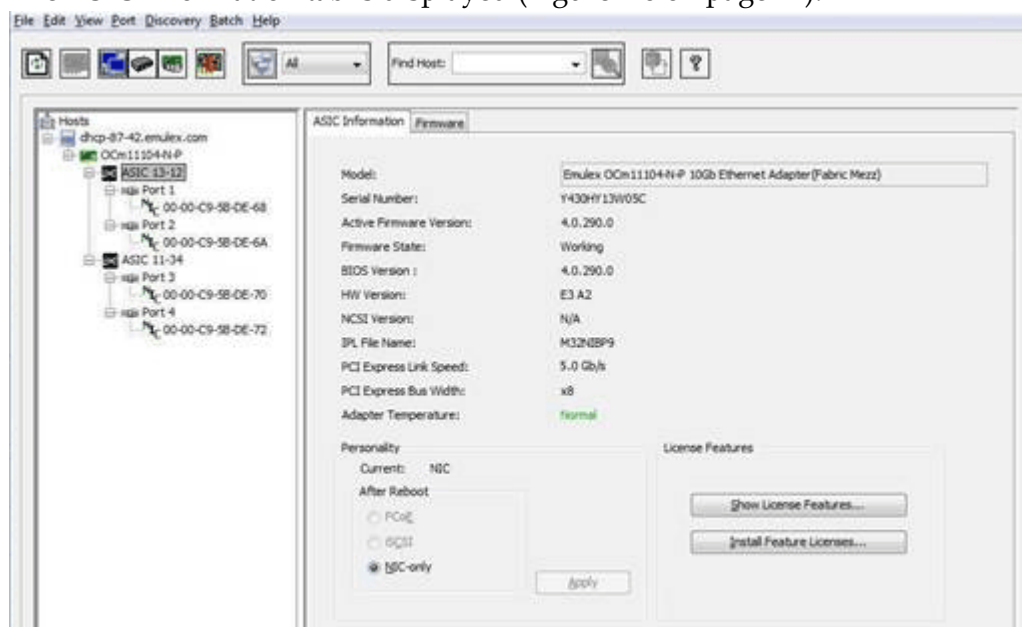 File Edit View Port Discovery Batch Help
All
Find Host:
Hosts
dhcp-87-42.emulex.com
OCm11104-N-P
ASIC 13-12
Port 1
00-00-C9-5B-DE-68
Port 2
00-00-C9-5B-DE-6A
ASIC 11-34
Port 3
00-00-C9-5B-DE-70
Port 4
00-00-C9-5B-DE-72
ASIC Information Firmware
Model: Emulex OCm11104-N-P 10Gb Ethernet Adapter(Fabric Mezz)
Serial Number: Y430HY13W05C
Active Firmware Version: 4.0.290.0
Firmware State: Working
BIOS Version : 4.0.290.0
HW Version: E3 A2
NCSI Version: N/A
IPL File Name: M32NIBP9
PCI Express Link Speed: 5.0 Gb/s
PCI Express Bus Width: x8
Adapter Temperature: Normal
Personality
Current: NIC
After Reboot
FCoE
iSCSI
NIC-only
Apply
License Features
Show License Features...
Install Feature Licenses...